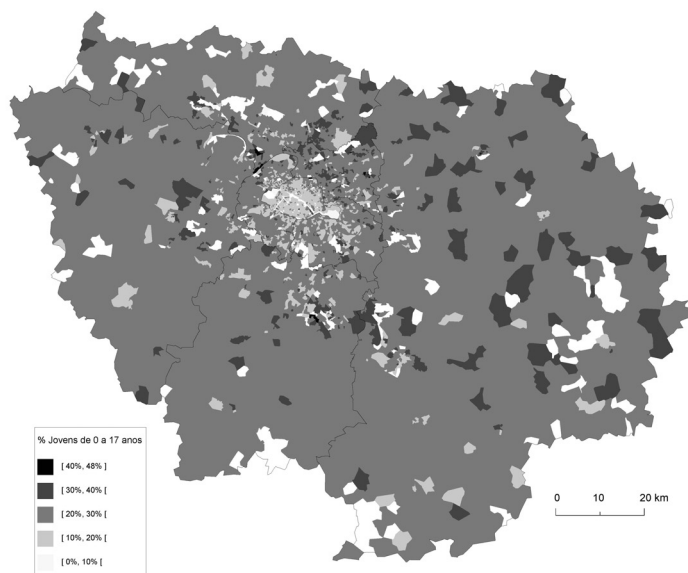 % Jovens de 0 a 17 anos
[ 40%, 48% [
[ 30%, 40% [
[ 20%, 30% [
[ 10%, 20% [
[ 0%, 10% [
0 10 20 km